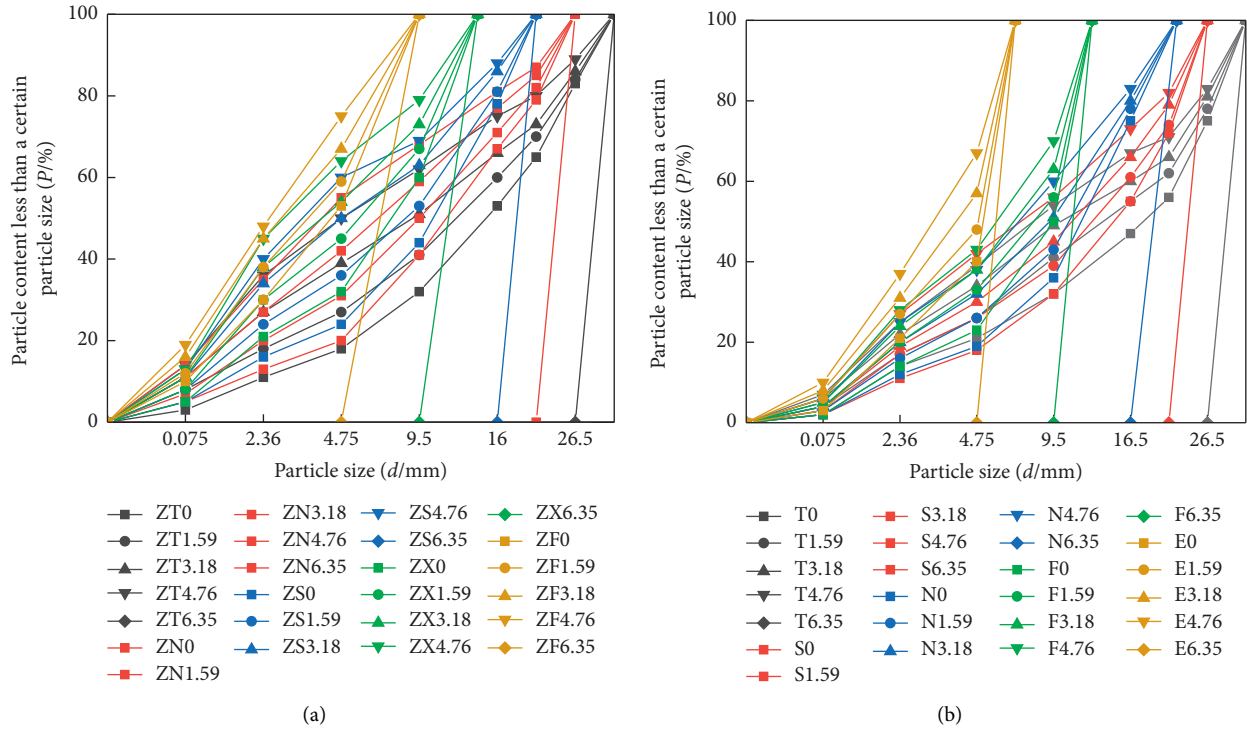 100
80
60
40
20
0
Particle content less than a certain
particle size (P/%)
0.075 2.36 4.75 9.5 16 26.5
Particle size (d/mm)
ZT0 ZN3.18 ZS4.76 ZX6.35
ZT1.59 ZN4.76 ZS6.35 ZF0
ZT3.18 ZN6.35 ZX0 ZF1.59
ZT4.76 ZS0 ZX1.59 ZF3.18
ZT6.35 ZS1.59 ZX3.18 ZF4.76
ZN0 ZS3.18 ZX4.76 ZF6.35
ZN1.59
(a)
100
80
60
40
20
0
Particle content less than a certain
particle size (P/%)
0.075 2.36 4.75 9.5 16.5 26.5
Particle size (d/mm)
T0 S3.18 N4.76 F6.35
T1.59 S4.76 N6.35 E0
T3.18 S6.35 F0 E1.59
T4.76 N0 F1.59 E3.18
T6.35 N1.59 F3.18 E4.76
S0 N3.18 F4.76 E6.35
S1.59
(b)